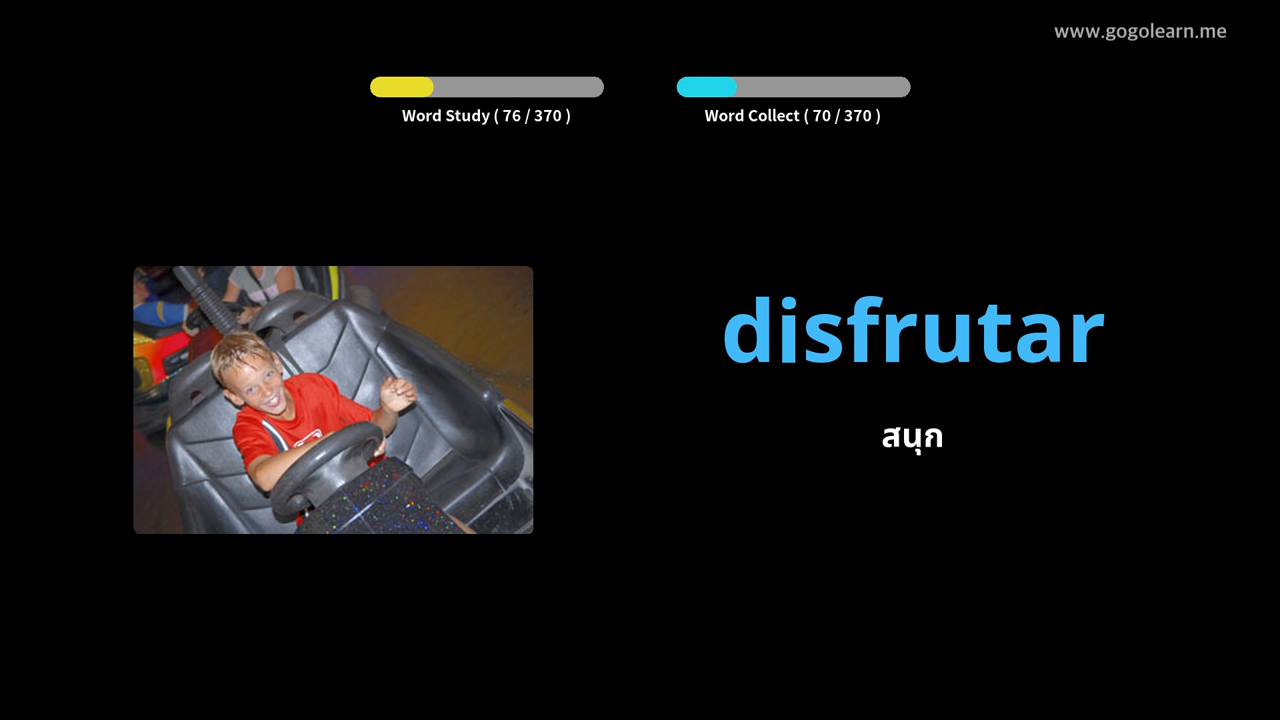 www.gogolearn.me
Word Study ( 76 / 370 )
Word Collect ( 70 / 370 )
disfrutar
สนุก